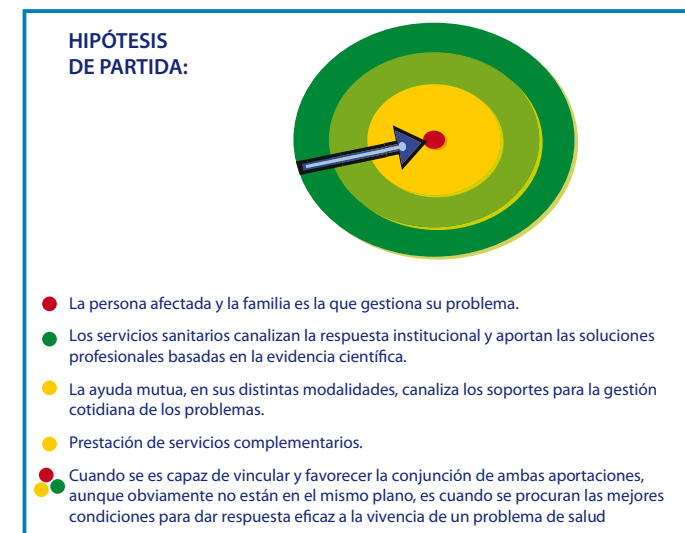 HIPÓTESIS
DE PARTIDA:
La persona afectada y la familia es la que gestiona su problema.
Los servicios sanitarios canalizan la respuesta institucional y aportan las soluciones
profesionales basadas en la evidencia científica.
La ayuda mutua, en sus distintas modalidades, canaliza los soportes para la gestión
cotidiana de los problemas.
Prestación de servicios complementarios.
Cuando se es capaz de vincular y favorecer la conjunción de ambas aportaciones,
aunque obviamente no están en el mismo plano, es cuando se procuran las mejores
condiciones para dar respuesta eficaz a la vivencia de un problema de salud